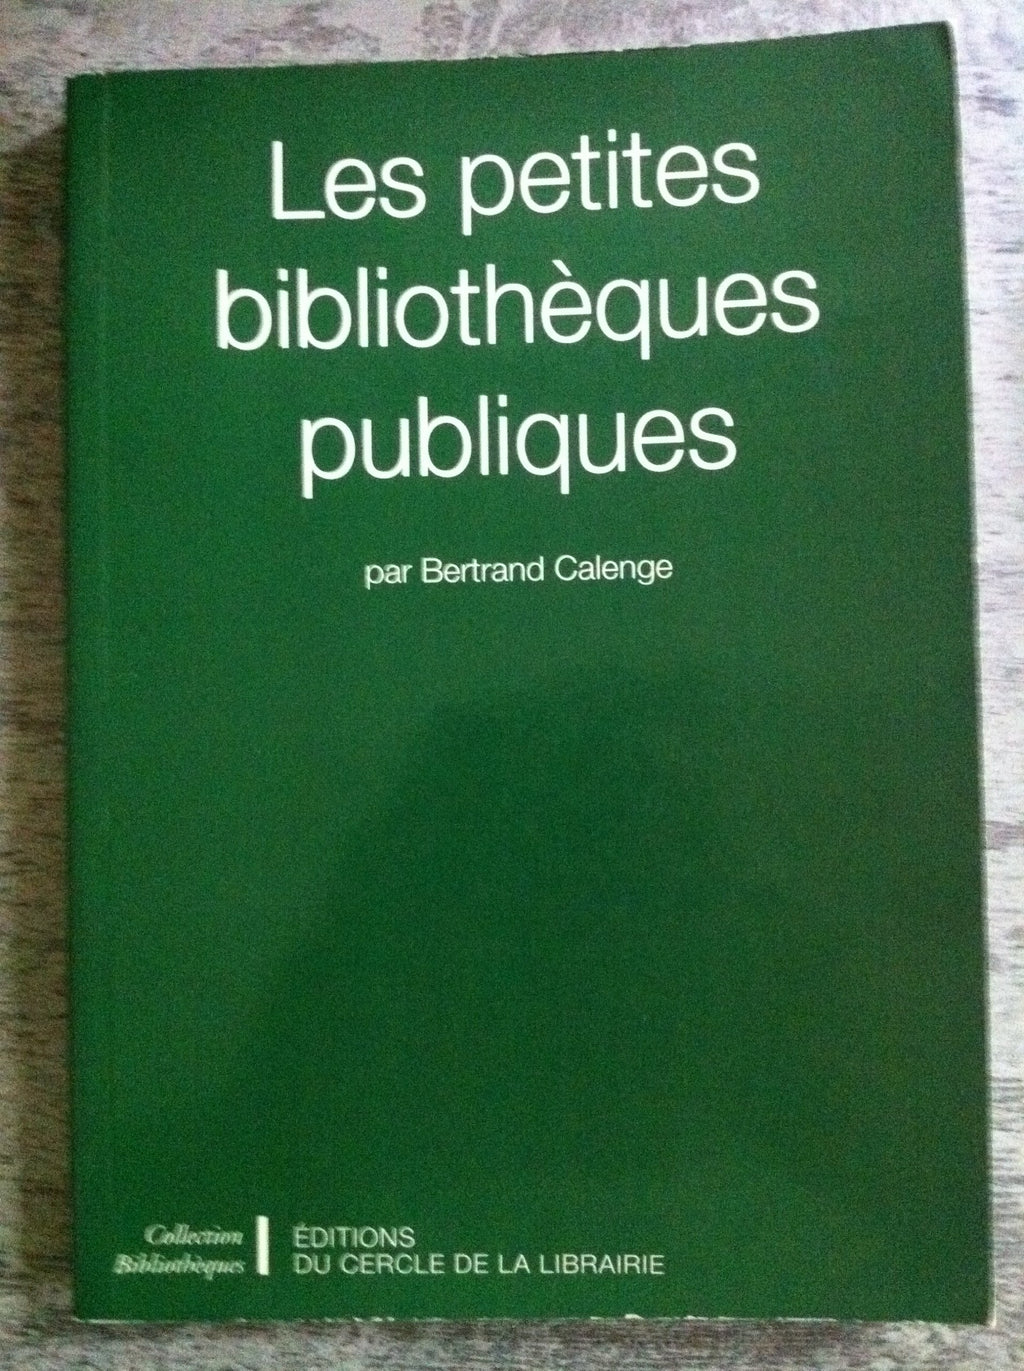 Les petites
bibliothèques
publiques
par Bertrand Calenge
Collection
Bibliothèques
ÉDITIONS
DU CERCLE DE LA LIBRAIRIE